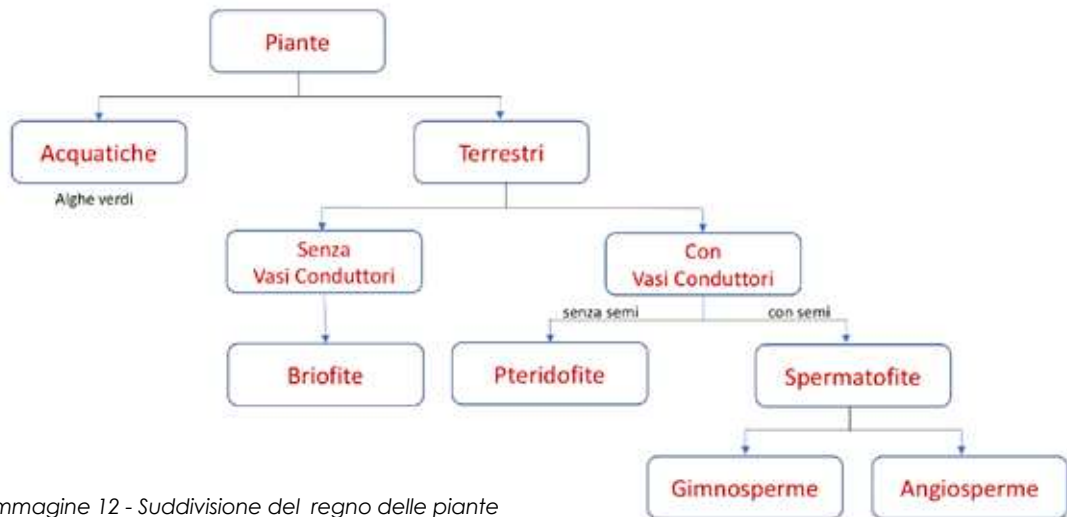 Piante
Acquatiche
Terrestri
Alghe verdi
Senza
Vasi Conduttori
Con
Vasi Conduttori
senza semi
con semi
Briofite
Pteridofite
Spermatofite
Gimnosperme
Angiosperme
mmagine 12 - Suddivisione del regno delle piante